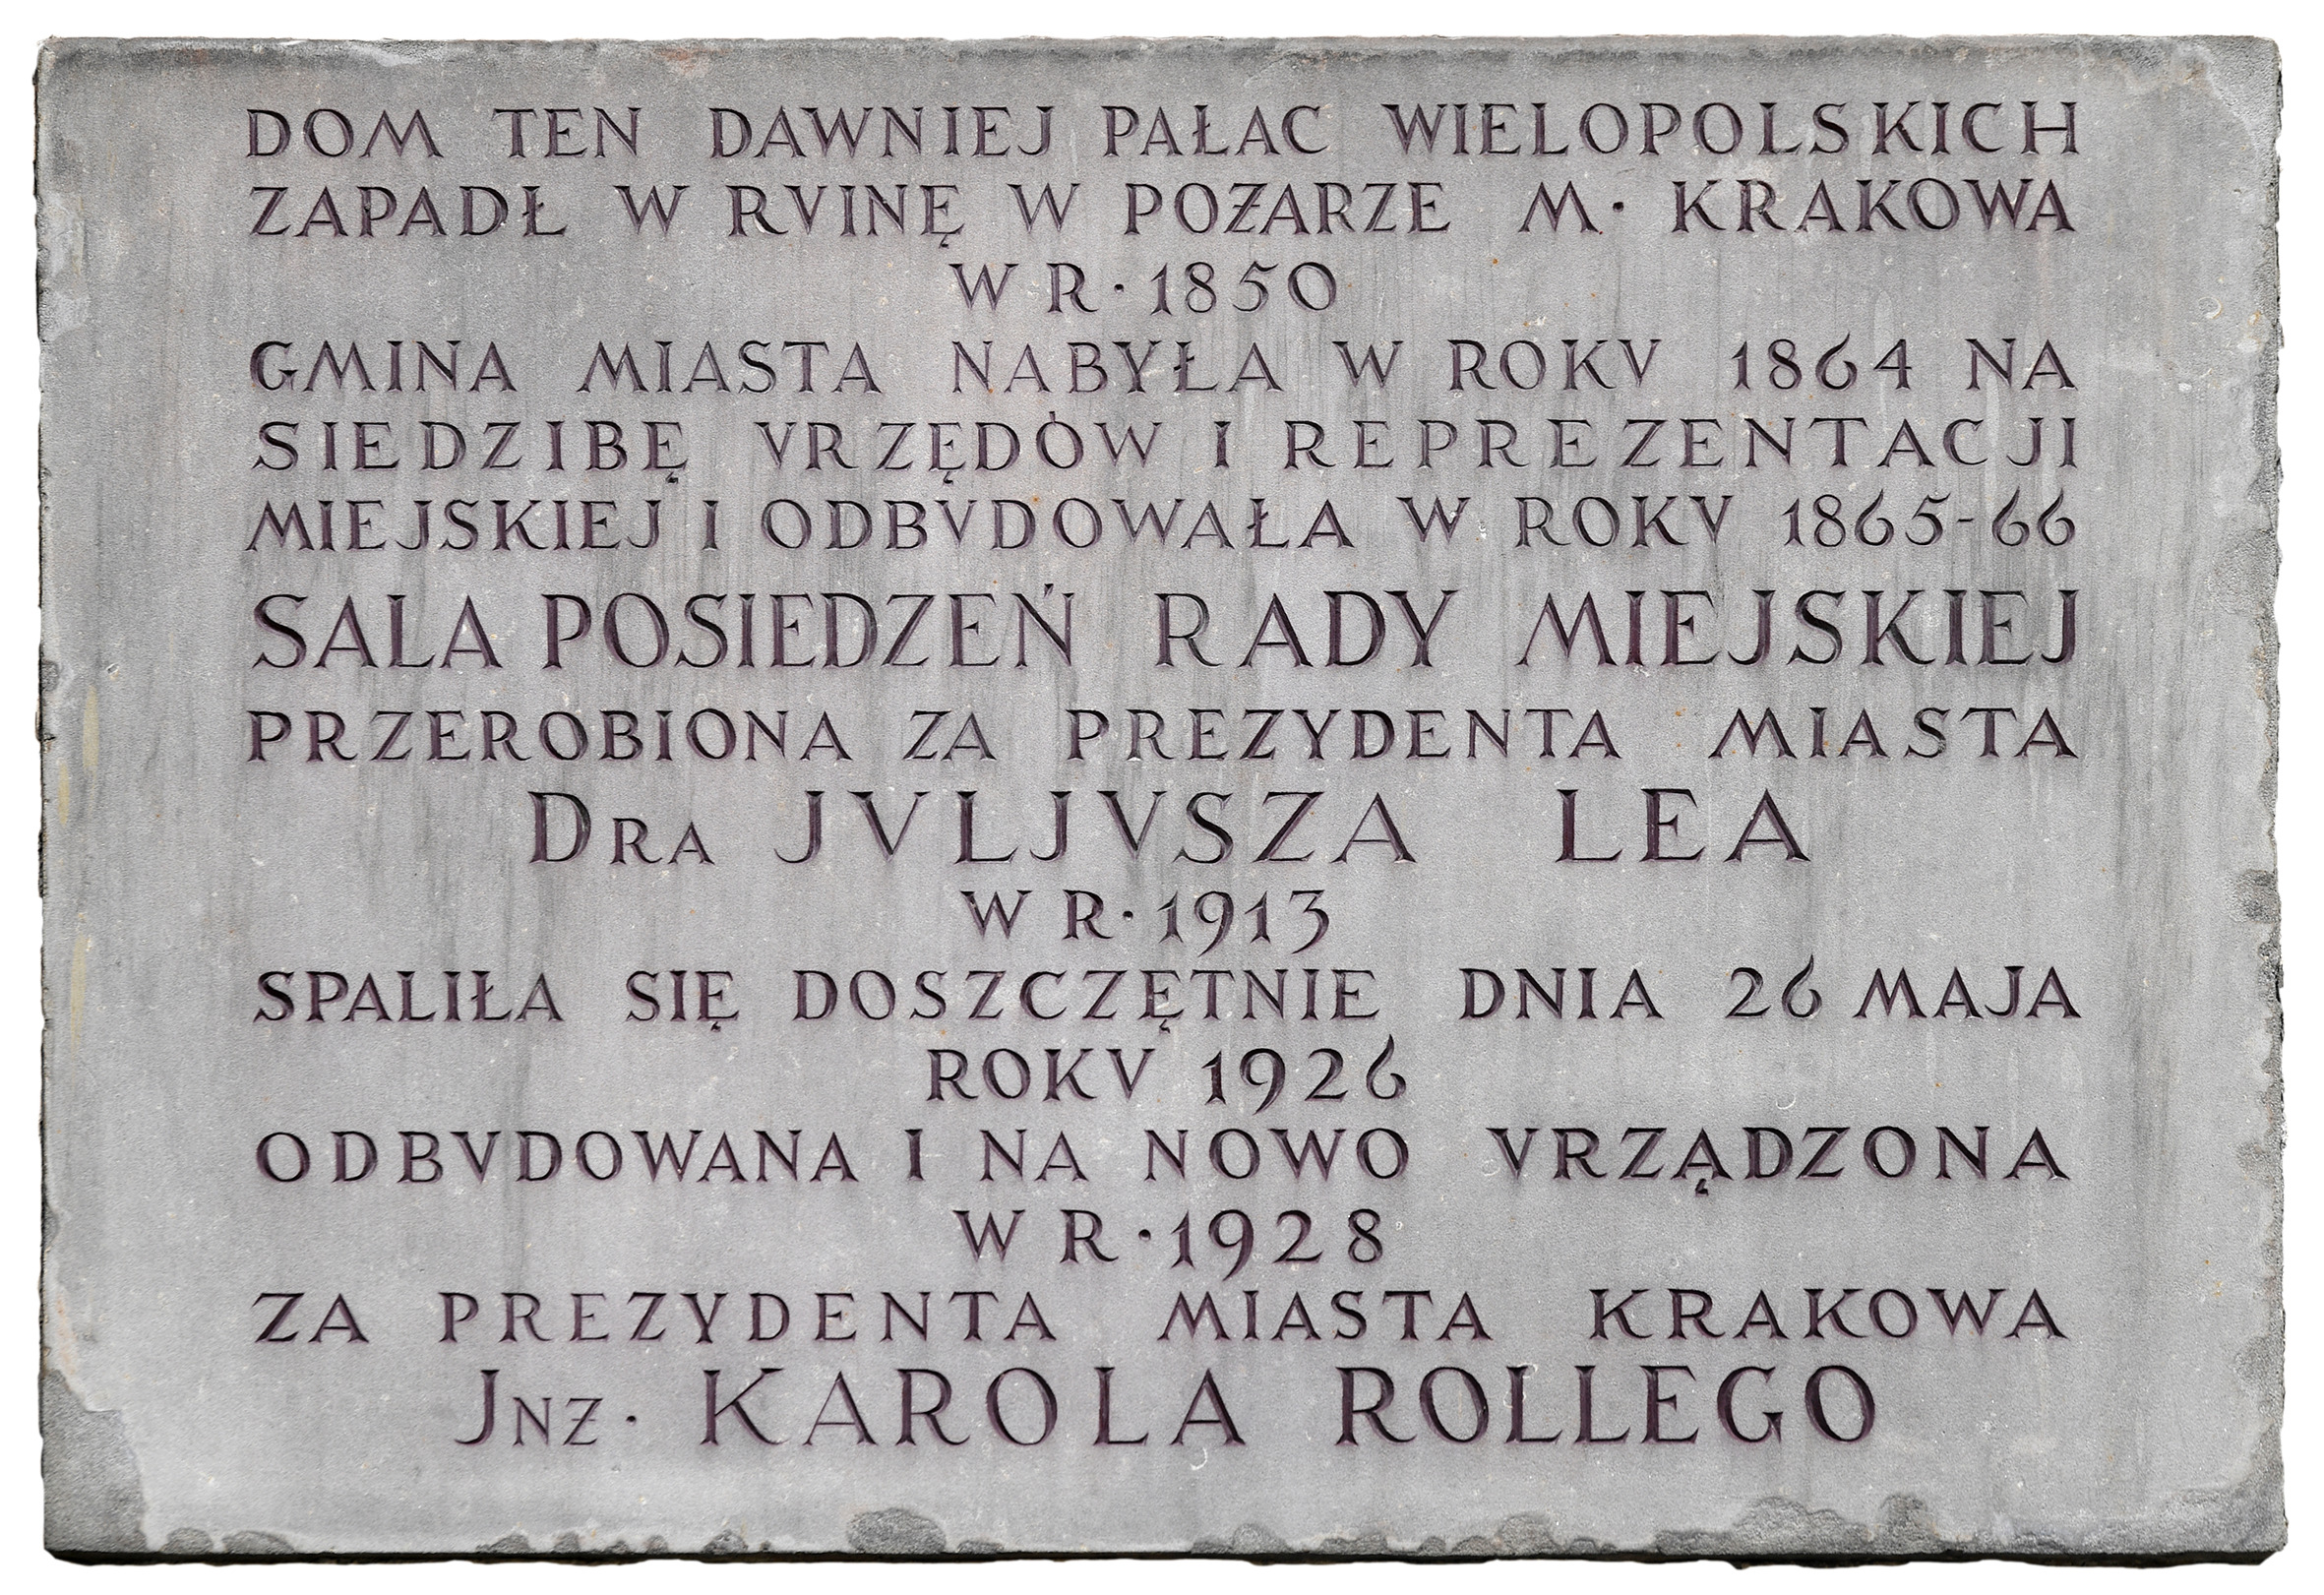 DOM TEN DAWNIEJ PAŁAC WIELOPOLSKICH
ZAPADŁ W RVINĘ W POŻARZE M· KRAKOWA
W R·1850
GMINA MIASTA NABYŁA W ROKV 1864 NA
SIEDZIBĘ VRZĘDÓW I REPREZENTACJI
MIEJSKIEJ I ODBVDOWAŁA W ROKV 1865-66
SALA POSIEDZEŃ RADY MIEJSKIEJ
PRZEROBIONA ZA PREZYDENTA MIASTA
DRA JVLJVSZA LEA
W R·1913
SPALIŁA SIĘ DOSZCZĘTNIE DNIA 26 MAJA
ROKV 1926
ODBVDOWANA I NA NOWO VRZĄDZONA
W R·1928
ZA PREZYDENTA MIASTA KRAKOWA
JNŻ· KAROLA ROLLEGO